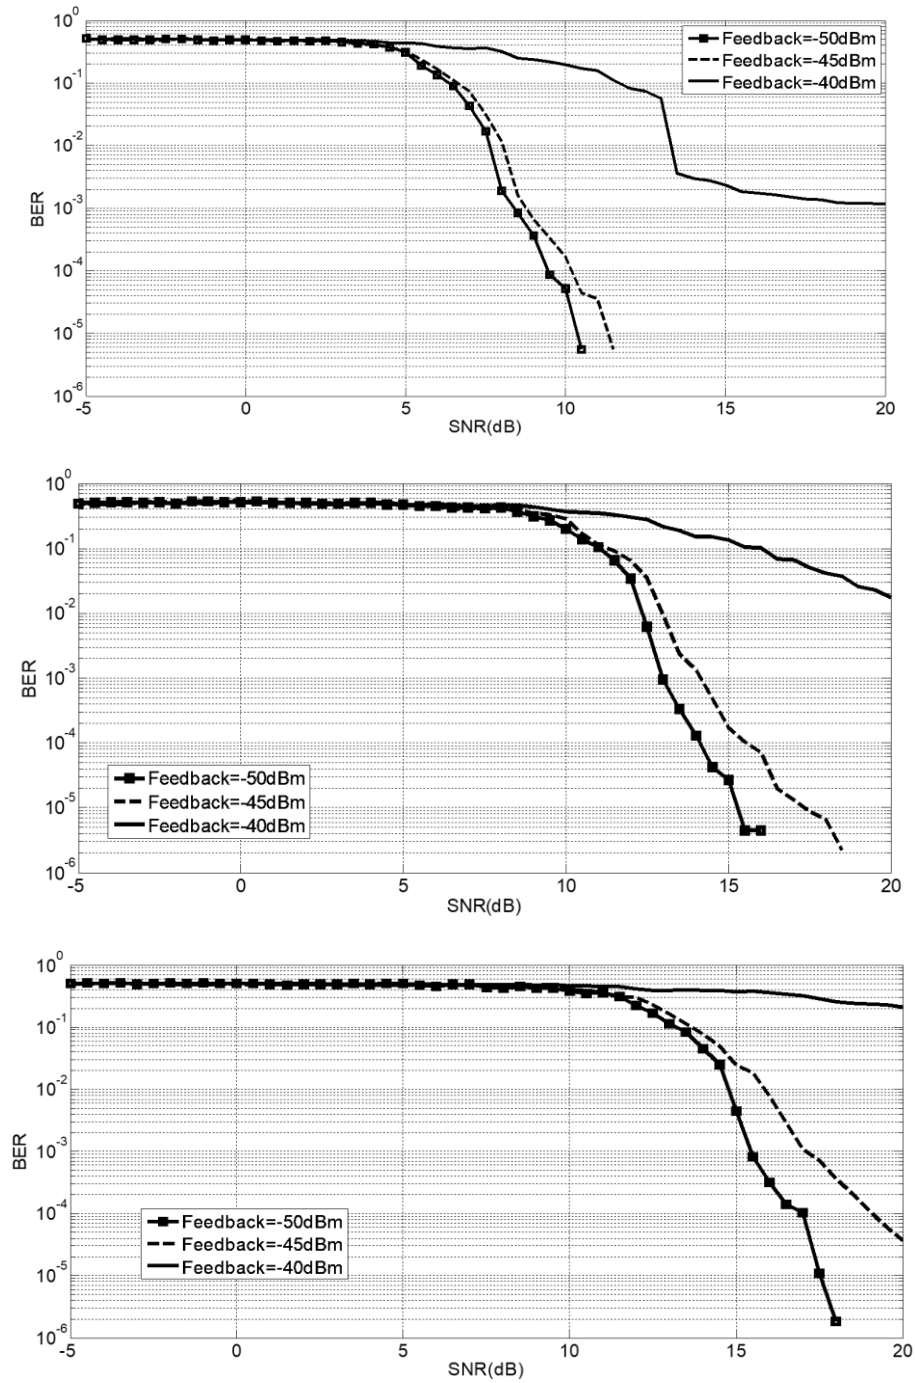 10^0
10^-1
10^-2
10^-3
10^-4
10^-5
10^-6
BER
Feedback=-50dBm
Feedback=-45dBm
Feedback=-40dBm
-5 0 5 10 15 20
SNR(dB)
10^0
10^-1
10^-2
10^-3
10^-4
10^-5
10^-6
BER
Feedback=-50dBm
Feedback=-45dBm
Feedback=-40dBm
-5 0 5 10 15 20
SNR(dB)
10^0
10^-1
10^-2
10^-3
10^-4
10^-5
10^-6
BER
Feedback=-50dBm
Feedback=-45dBm
Feedback=-40dBm
-5 0 5 10 15 20
SNR(dB)